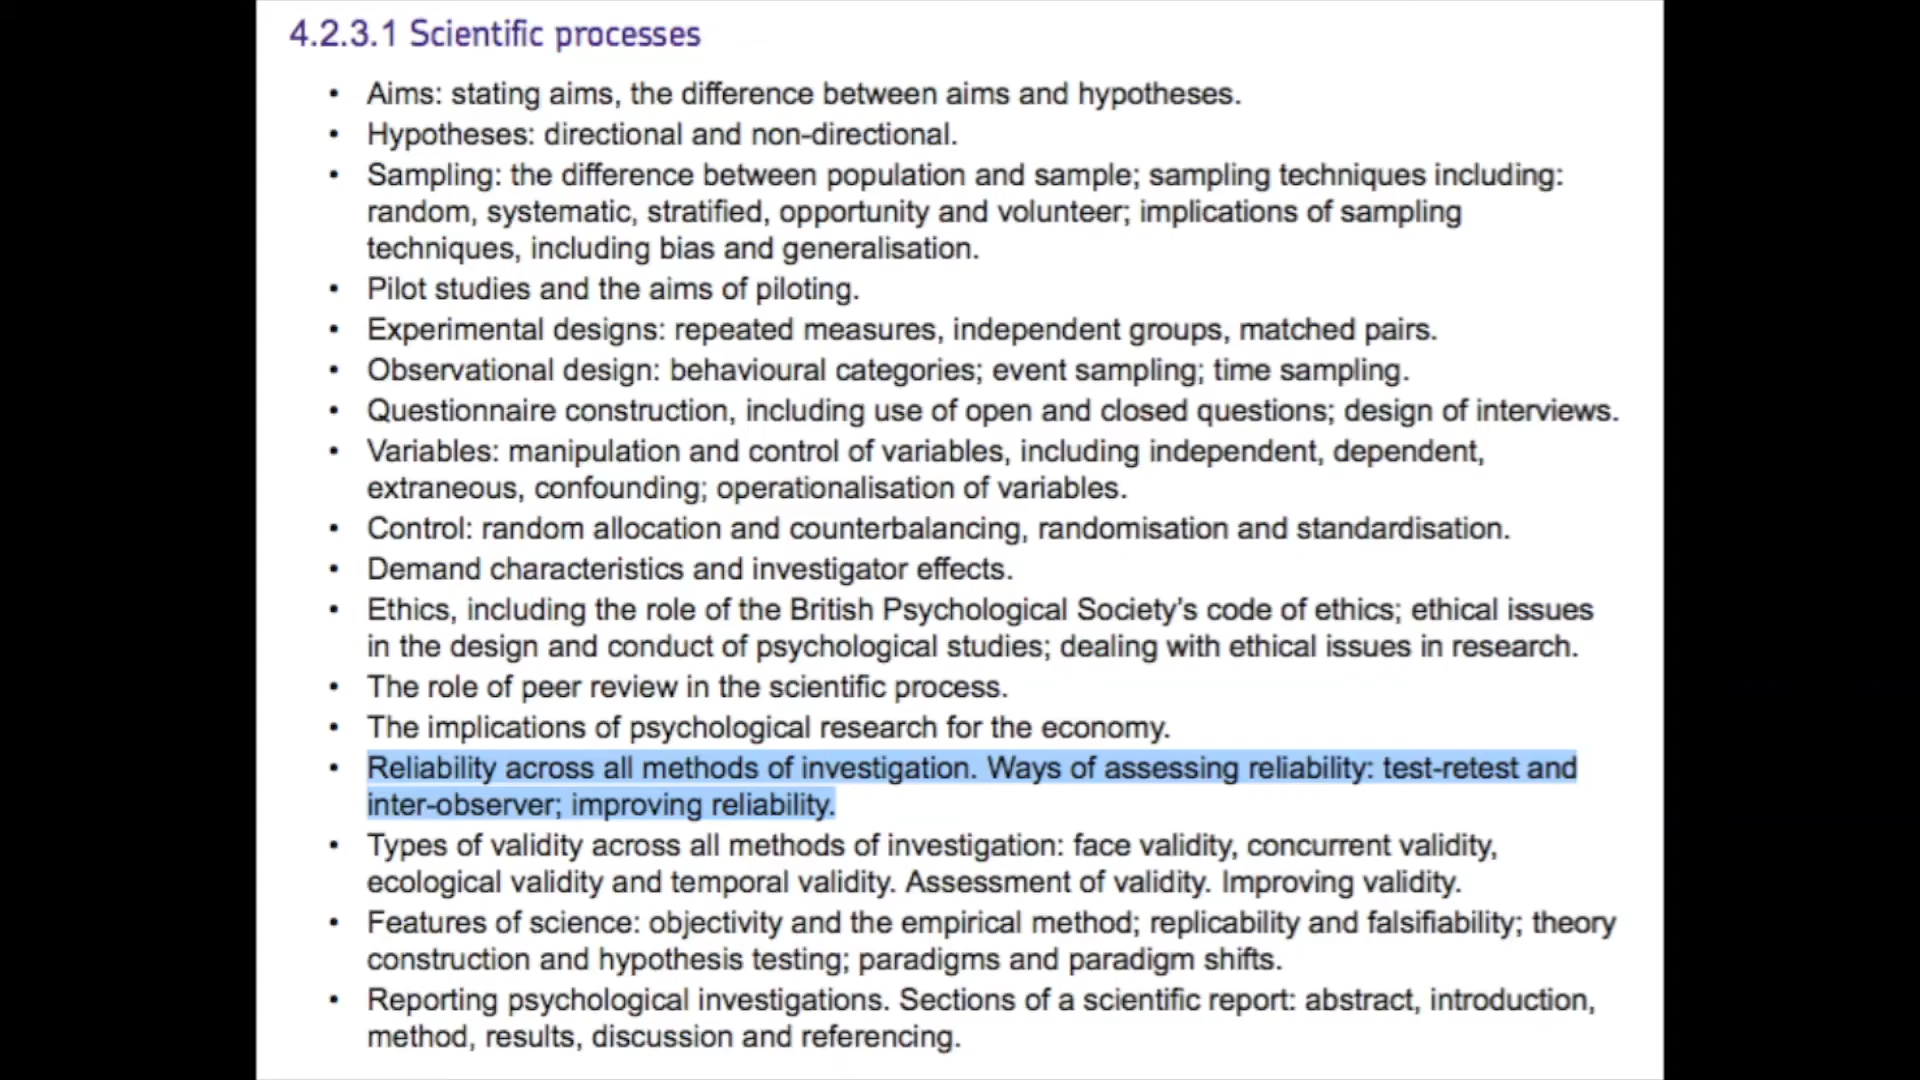 4.2.3.1 Scientific processes
• Aims: stating aims, the difference between aims and hypotheses.
• Hypotheses: directional and non-directional.
• Sampling: the difference between population and sample; sampling techniques including:
random, systematic, stratified, opportunity and volunteer; implications of sampling
techniques, including bias and generalisation.
• Pilot studies and the aims of piloting.
• Experimental designs: repeated measures, independent groups, matched pairs.
• Observational design: behavioural categories; event sampling; time sampling.
• Questionnaire construction, including use of open and closed questions; design of interviews.
• Variables: manipulation and control of variables, including independent, dependent,
extraneous, confounding; operationalisation of variables.
• Control: random allocation and counterbalancing, randomisation and standardisation.
• Demand characteristics and investigator effects.
• Ethics, including the role of the British Psychological Society's code of ethics; ethical issues
in the design and conduct of psychological studies; dealing with ethical issues in research.
• The role of peer review in the scientific process.
• The implications of psychological research for the economy.
• Reliability across all methods of investigation. Ways of assessing reliability: test-retest and
inter-observer; improving reliability.
• Types of validity across all methods of investigation: face validity, concurrent validity,
ecological validity and temporal validity. Assessment of validity. Improving validity.
• Features of science: objectivity and the empirical method; replicability and falsifiability; theory
construction and hypothesis testing; paradigms and paradigm shifts.
• Reporting psychological investigations. Sections of a scientific report: abstract, introduction,
method, results, discussion and referencing.